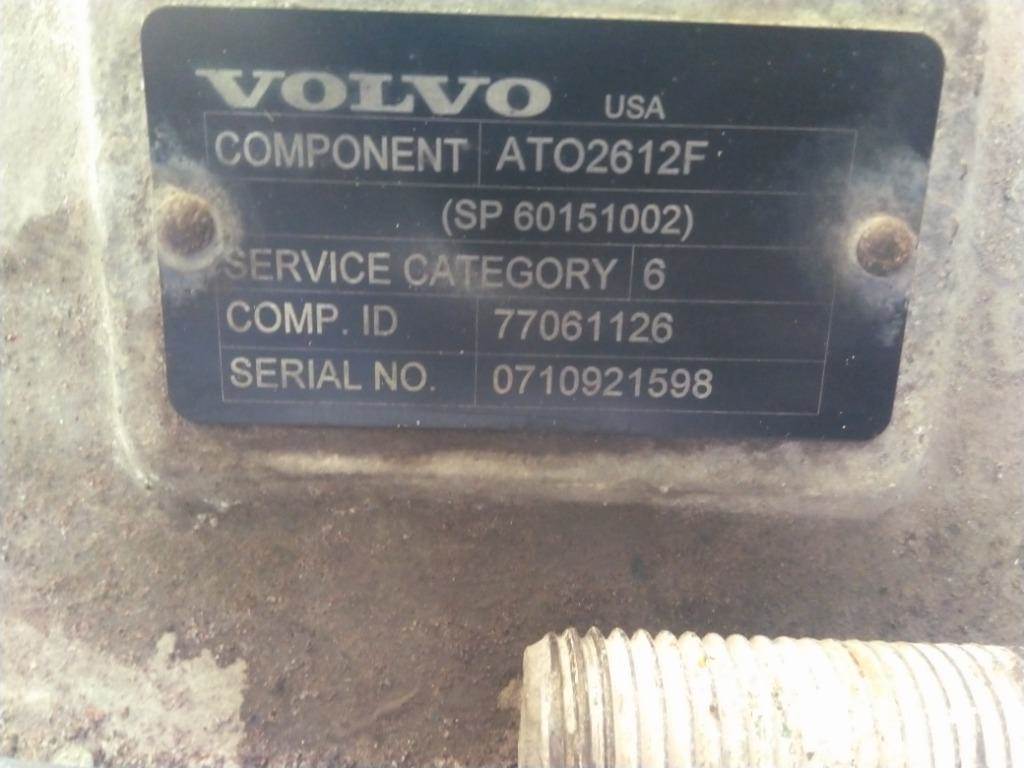 VOLVO USA
COMPONENT ATO2612F
(SP 60151002)
SERVICE CATEGORY 6
COMP. ID 77061126
SERIAL NO. 0710921598